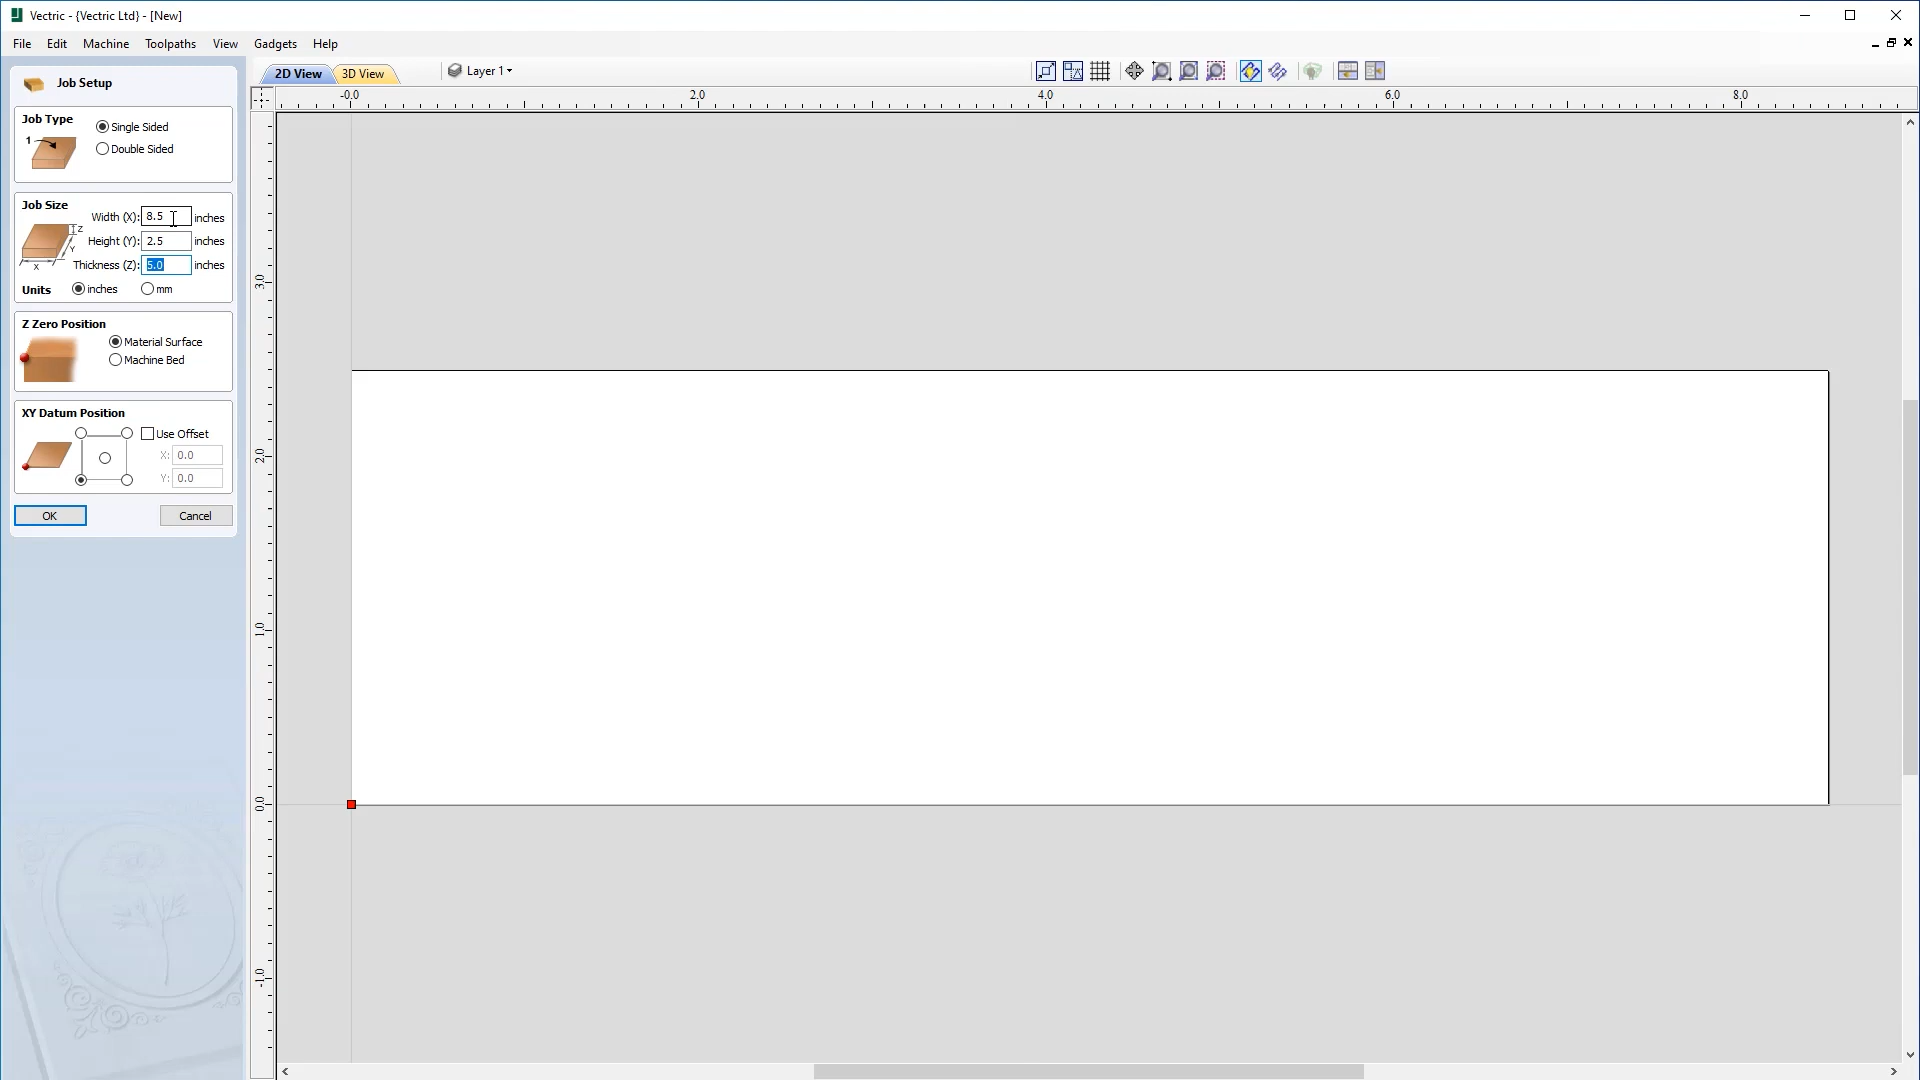 Vectric - {Vectric Ltd} - [New]
File Edit Machine Toolpaths View Gadgets Help
Job Setup
2D View 3D View Layer 1
-0.0 2.0 4.0 6.0 8.0
Job Type
1
Single Sided
Double Sided
Job Size
Width (X): 8.5 inches
Z
Y
X
Height (Y): 2.5 inches
Thickness (Z): 5.0 inches
Units inches mm
Z Zero Position
Material Surface
Machine Bed
XY Datum Position
Use Offset
X: 0.0
Y: 0.0
OK Cancel
3.0
2.0
1.0
0.0
-1.0